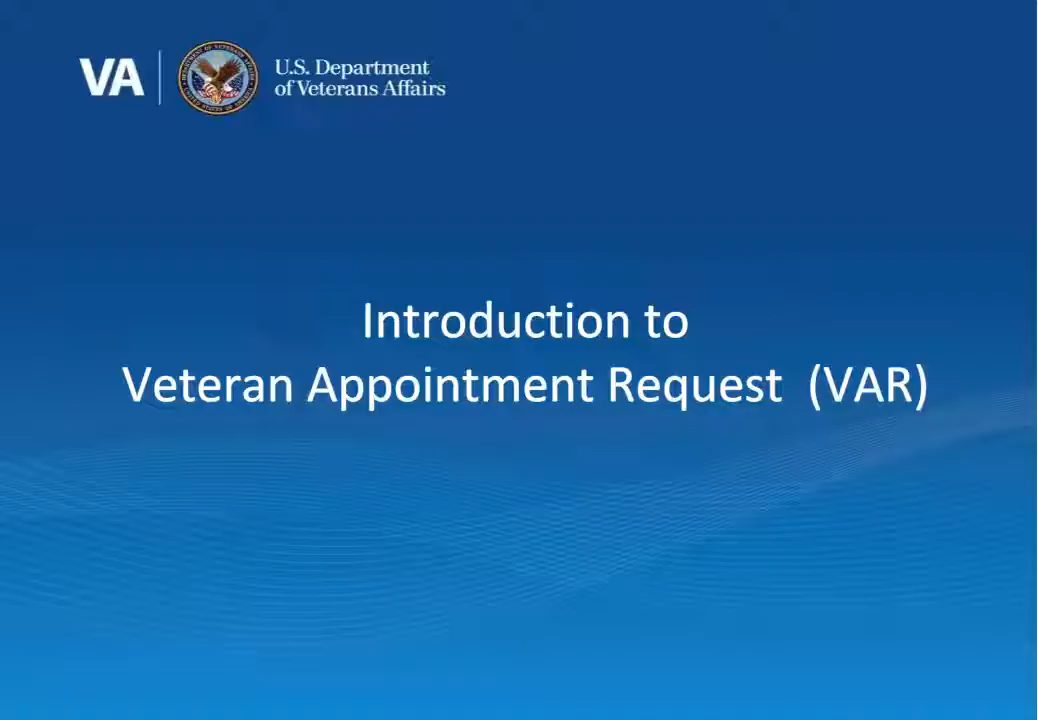 VA
U.S. Department
of Veterans Affairs
Introduction to
Veteran Appointment Request  (VAR)